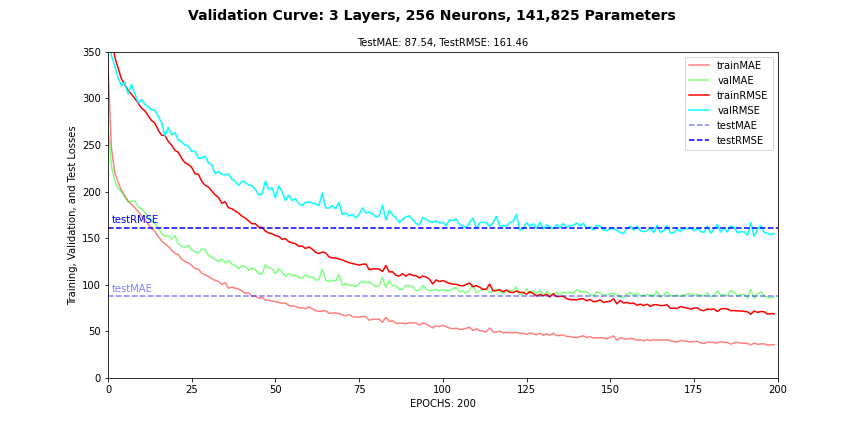 Validation Curve: 3 Layers, 256 Neurons, 141,825 Parameters
TestMAE: 87.54, TestRMSE: 161.46
Training, Validation, and Test Losses
350
300
250
200
150
100
50
0
testRMSE
testMAE
trainMAE
valMAE
trainRMSE
valRMSE
testMAE
testRMSE
0 25 50 75 100 125 150 175 200
EPOCHS: 200